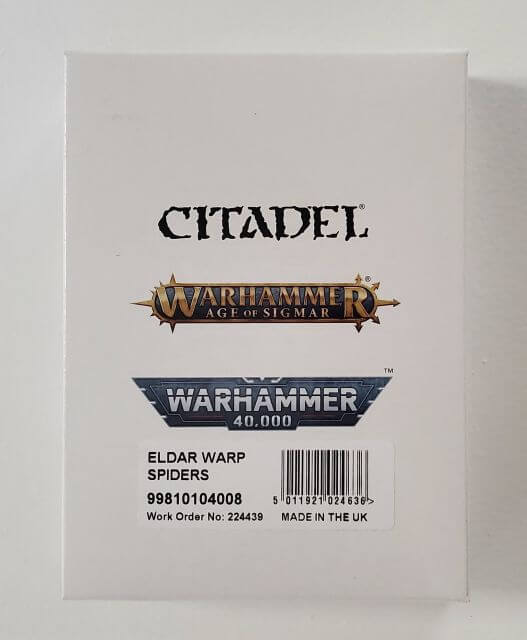 CITADEL®
WARHAMMER®
AGE OF SIGMAR
WARHAMMER™
40,000
ELDAR WARP
SPIDERS
99810104008
5 011921 024636>
Work Order No: 224439 MADE IN THE UK